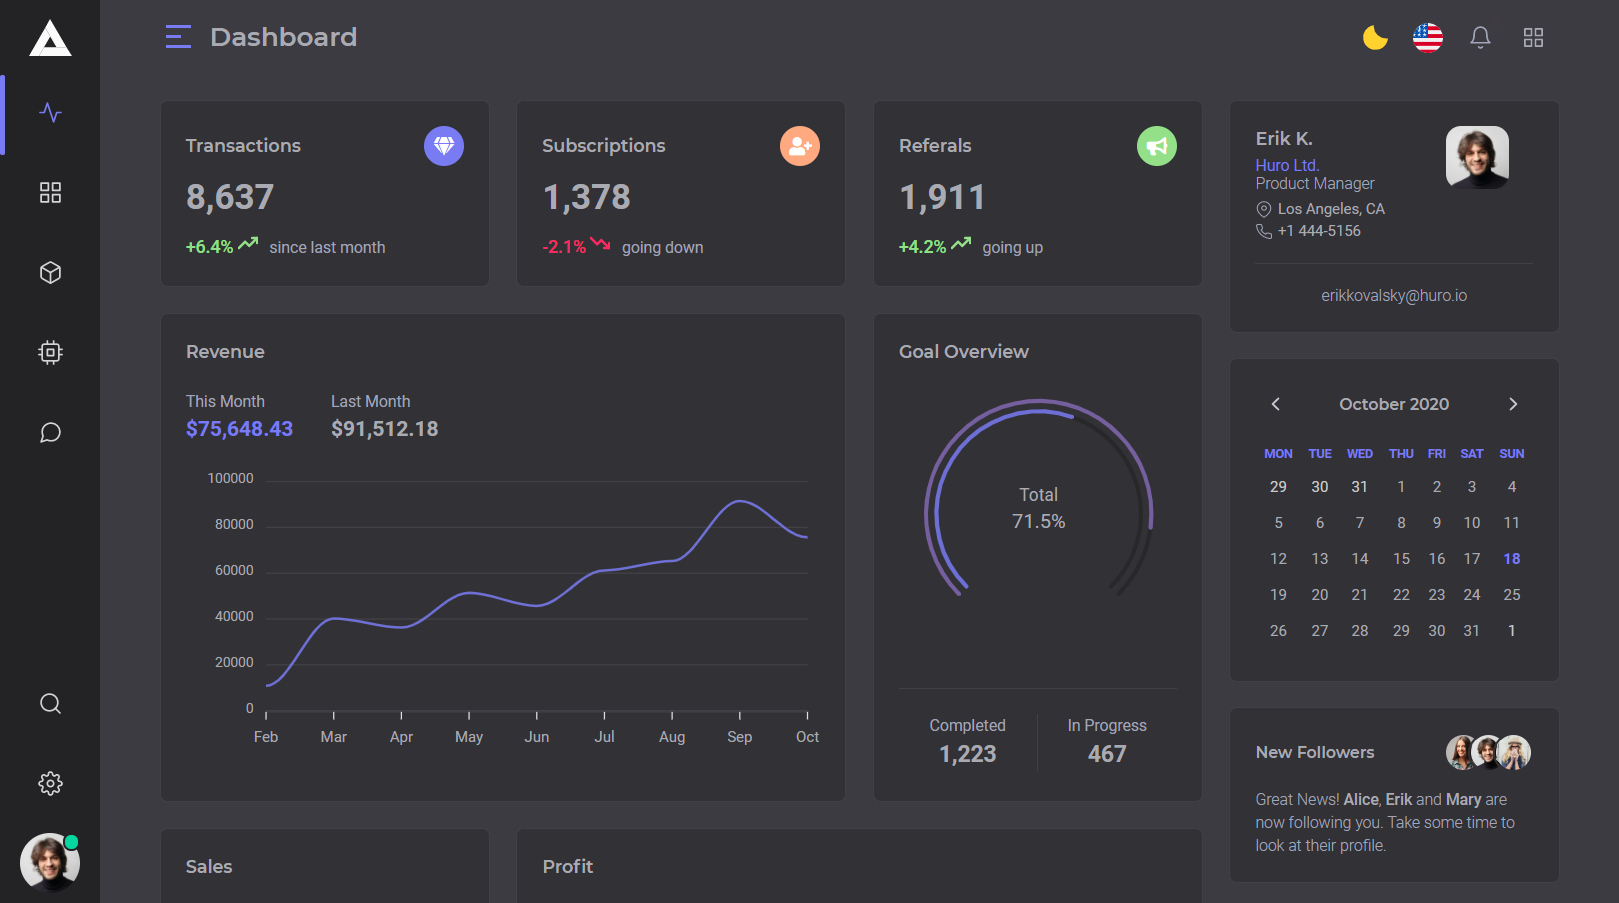 Dashboard
Transactions
8,637
+6.4% since last month
Subscriptions
1,378
-2.1% going down
Referals
1,911
+4.2% going up
Erik K.
Huro Ltd.
Product Manager
Los Angeles, CA
+1 444-5156
erikkovalsky@huro.io
Revenue
This Month Last Month
$75,648.43 $91,512.18
100000
80000
60000
40000
20000
0
Feb Mar Apr May Jun Jul Aug Sep Oct
Goal Overview
Total
71.5%
Completed In Progress
1,223 467
October 2020
MON TUE WED THU FRI SAT SUN
29 30 31 1 2 3 4
5 6 7 8 9 10 11
12 13 14 15 16 17 18
19 20 21 22 23 24 25
26 27 28 29 30 31 1
New Followers
Great News! Alice, Erik and Mary are
now following you. Take some time to
look at their profile.
Sales
Profit